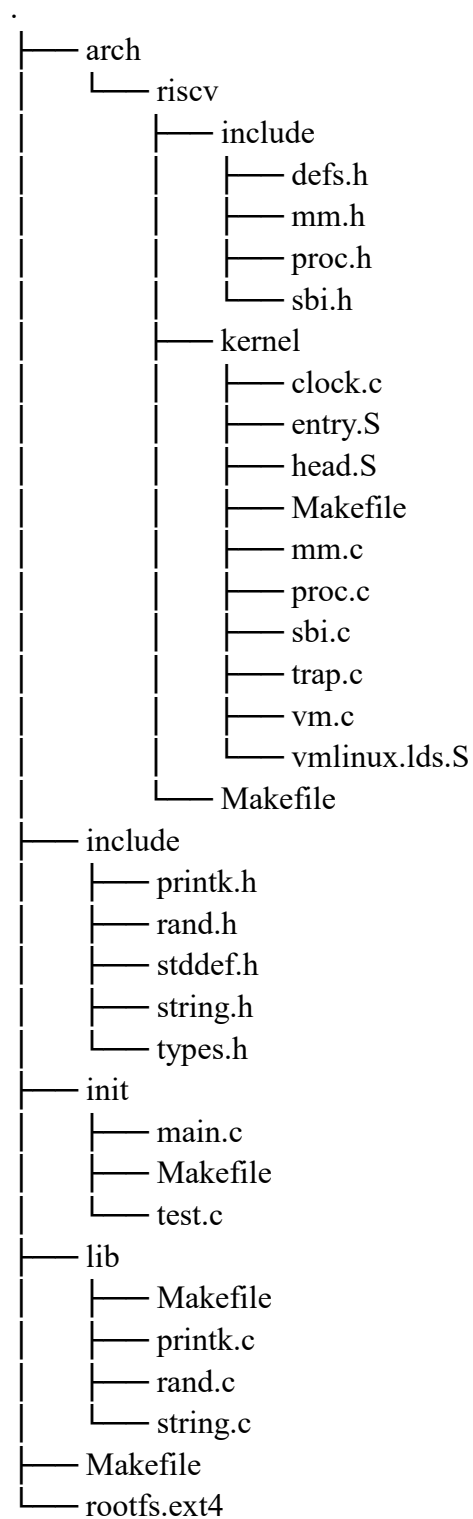 .
├── arch
│   └── riscv
│       ├── include
│       │   ├── defs.h
│       │   ├── mm.h
│       │   ├── proc.h
│       │   └── sbi.h
│       ├── kernel
│       │   ├── clock.c
│       │   ├── entry.S
│       │   ├── head.S
│       │   ├── Makefile
│       │   ├── mm.c
│       │   ├── proc.c
│       │   ├── sbi.c
│       │   ├── trap.c
│       │   ├── vm.c
│       │   └── vmlinux.lds.S
│       └── Makefile
├── include
│   ├── printk.h
│   ├── rand.h
│   ├── stddef.h
│   ├── string.h
│   └── types.h
├── init
│   ├── main.c
│   ├── Makefile
│   └── test.c
├── lib
│   ├── Makefile
│   ├── printk.c
│   ├── rand.c
│   └── string.c
├── Makefile
└── rootfs.ext4